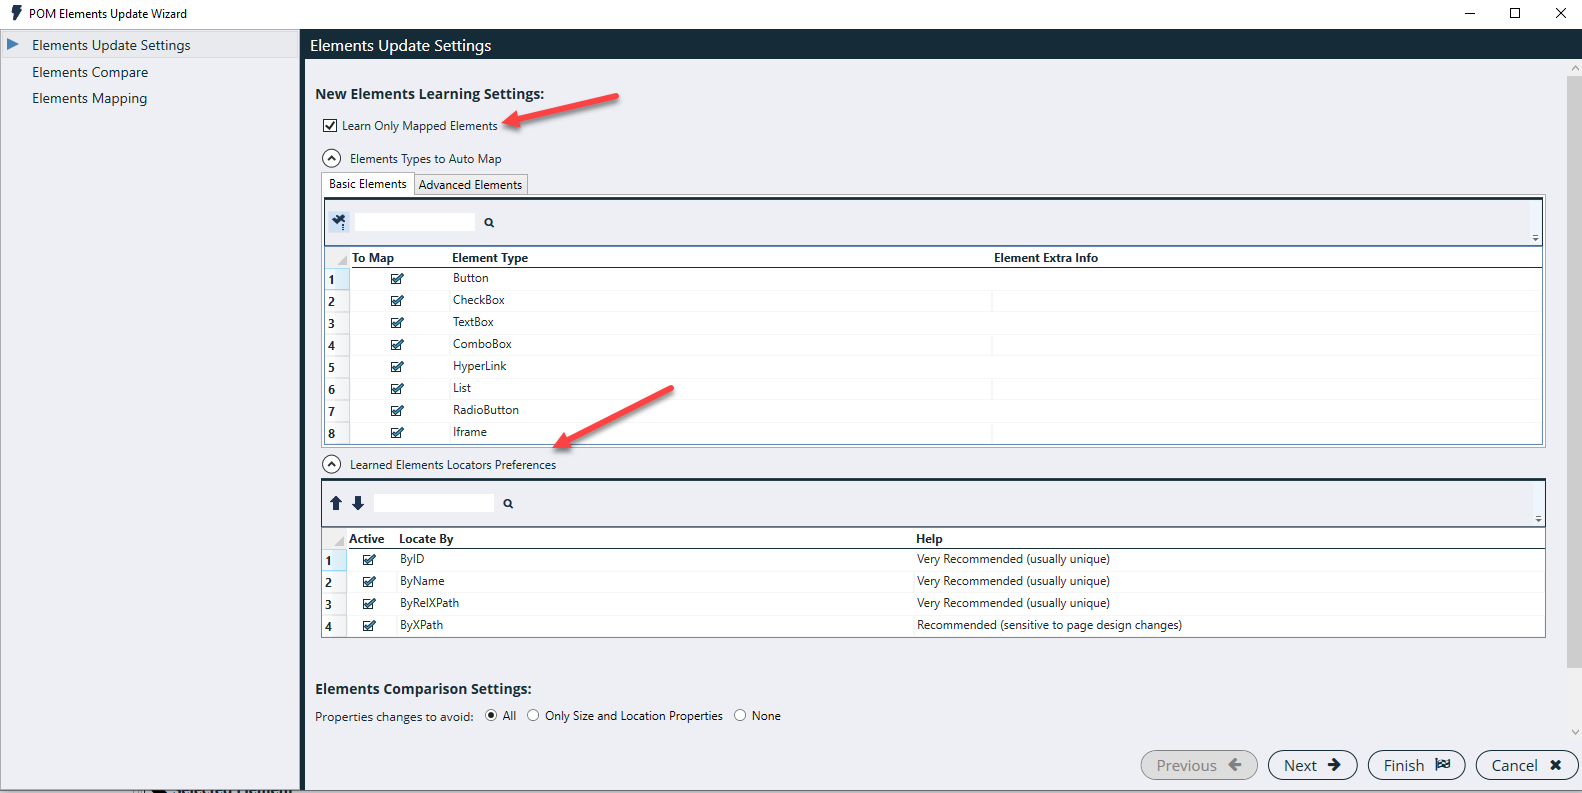 POM Elements Update Wizard
Elements Update Settings
Elements Compare
Elements Mapping
Elements Update Settings
New Elements Learning Settings:
Learn Only Mapped Elements
Elements Types to Auto Map
Basic Elements Advanced Elements
To Map Element Type Element Extra Info
1 Button
2 CheckBox
3 TextBox
4 ComboBox
5 HyperLink
6 List
7 RadioButton
8 Iframe
Learned Elements Locators Preferences
Active Locate By Help
1 ByID Very Recommended (usually unique)
2 ByName Very Recommended (usually unique)
3 ByRelXPath Very Recommended (usually unique)
4 ByXPath Recommended (sensitive to page design changes)
Elements Comparison Settings:
Properties changes to avoid: All Only Size and Location Properties None
Previous Next Finish Cancel
Selected Element